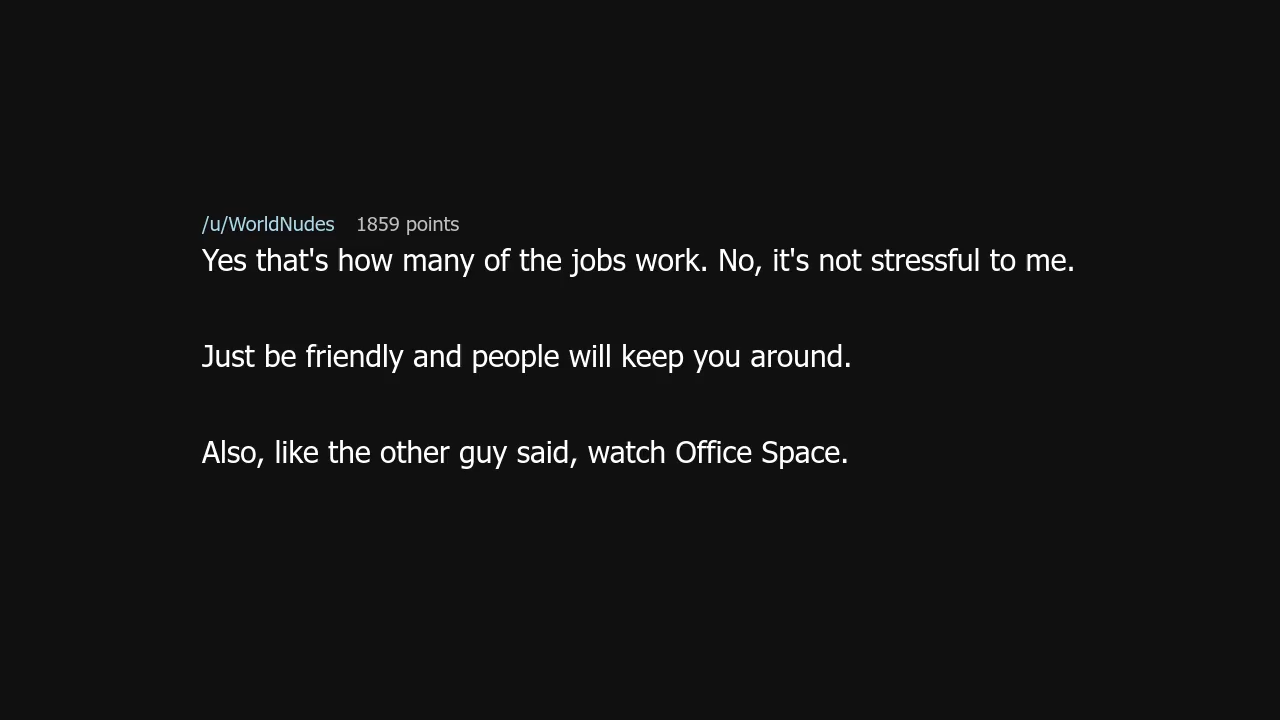 /u/WorldNudes 1859 points
Yes that's how many of the jobs work. No, it's not stressful to me.
Just be friendly and people will keep you around.
Also, like the other guy said, watch Office Space.